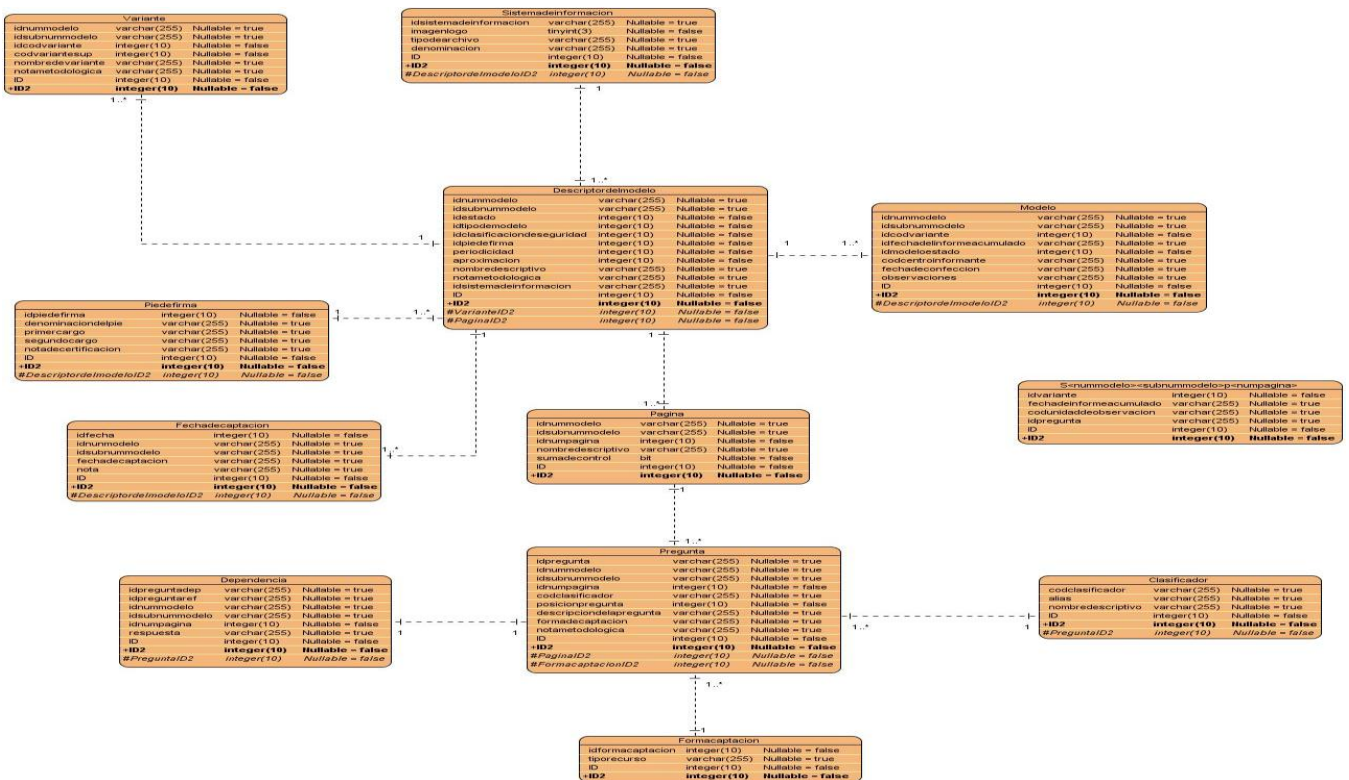 Variante
idnummodelo varchar(255) Nullable = true
idsubnummodelo varchar(255) Nullable = true
idcodvariante integer(10) Nullable = false
codvariantesup integer(10) Nullable = false
nombredevariante varchar(255) Nullable = true
notametodologica varchar(255) Nullable = true
ID integer(10) Nullable = false
+ID2 integer(10) Nullable = false
1..*
Sistemadeinformacion
idsistemadeinformacion varchar(255) Nullable = true
imagenlogo tinyint(3) Nullable = false
tipodearchivo varchar(255) Nullable = true
denominacion varchar(255) Nullable = true
ID integer(10) Nullable = false
+ID2 integer(10) Nullable = false
#DescriptordelmodeloID2 integer(10) Nullable = false
1
1..*
Descriptordelmodelo
idnummodelo varchar(255) Nullable = true
idsubnummodelo varchar(255) Nullable = true
idestado integer(10) Nullable = false
idtipodemodelo integer(10) Nullable = false
idclasificaciondeseguridad integer(10) Nullable = false
idpiedefirma integer(10) Nullable = false
periodicidad integer(10) Nullable = false
aproximacion integer(10) Nullable = false
nombredescriptivo varchar(255) Nullable = true
notametodologica varchar(255) Nullable = true
idsistemadeinformacion varchar(255) Nullable = true
ID integer(10) Nullable = false
+ID2 integer(10) Nullable = false
#VarianteID2 integer(10) Nullable = false
#PaginaID2 integer(10) Nullable = false
1
1 1..*
Modelo
idnummodelo varchar(255) Nullable = true
idsubnummodelo varchar(255) Nullable = true
idcodvariante integer(10) Nullable = false
idfechadelinformeacumulado varchar(255) Nullable = true
idmodeloestado integer(10) Nullable = false
codcentroinformante varchar(255) Nullable = true
fechadeconfeccion varchar(255) Nullable = true
observaciones varchar(255) Nullable = true
ID integer(10) Nullable = false
+ID2 integer(10) Nullable = false
#DescriptordelmodeloID2 integer(10) Nullable = false
Piedefirma
idpiedefirma integer(10) Nullable = false
denominaciondelpie varchar(255) Nullable = true
primercargo varchar(255) Nullable = true
segundocargo varchar(255) Nullable = true
notadecertificacion varchar(255) Nullable = true
ID integer(10) Nullable = false
+ID2 integer(10) Nullable = false
#DescriptordelmodeloID2 integer(10) Nullable = false
1 1..*
1
1
S<nummodelo><subnummodelo>p<numpagina>
idvariante integer(10) Nullable = false
fechadeinformeacumulado varchar(255) Nullable = true
codunidaddeobservacion varchar(255) Nullable = true
idpregunta varchar(255) Nullable = true
ID integer(10) Nullable = false
+ID2 integer(10) Nullable = false
Fechadecaptacion
idfecha integer(10) Nullable = false
idnunmodelo varchar(255) Nullable = true
idsubnummodelo varchar(255) Nullable = true
fechadecaptacion varchar(255) Nullable = true
nota varchar(255) Nullable = true
ID integer(10) Nullable = false
+ID2 integer(10) Nullable = false
#DescriptordelmodeloID2 integer(10) Nullable = false
1..*
1..*
Pagina
idnummodelo varchar(255) Nullable = true
idsubnummodelo varchar(255) Nullable = true
idnumpagina integer(10) Nullable = false
nombredescriptivo varchar(255) Nullable = true
sumadecontrol bit Nullable = false
ID integer(10) Nullable = false
+ID2 integer(10) Nullable = false
1
1..*
Pregunta
idpregunta varchar(255) Nullable = true
idnummodelo varchar(255) Nullable = true
idsubnummodelo varchar(255) Nullable = true
idnumpagina integer(10) Nullable = false
codclasificador varchar(255) Nullable = true
posicionpregunta integer(10) Nullable = false
descripciondelapregunta varchar(255) Nullable = true
formadecaptacion varchar(255) Nullable = true
notametodologica varchar(255) Nullable = true
ID integer(10) Nullable = false
+ID2 integer(10) Nullable = false
#PaginaID2 integer(10) Nullable = false
#FormacaptacionID2 integer(10) Nullable = false
Dependencia
idpreguntadep varchar(255) Nullable = true
idpreguntaref varchar(255) Nullable = true
idnummodelo varchar(255) Nullable = true
idsubnummodelo varchar(255) Nullable = true
idnunpagina integer(10) Nullable = false
respuesta varchar(255) Nullable = true
ID integer(10) Nullable = false
+ID2 integer(10) Nullable = false
#PreguntaID2 integer(10) Nullable = false
1 1
Clasificador
codclasificador varchar(255) Nullable = true
alias varchar(255) Nullable = true
nombredescriptivo varchar(255) Nullable = true
ID integer(10) Nullable = false
+ID2 integer(10) Nullable = false
#PreguntaID2 integer(10) Nullable = false
1..* 1
1..*
1
Formacaptacion
idformacaptacion integer(10) Nullable = false
tiporecurso varchar(255) Nullable = true
ID integer(10) Nullable = false
+ID2 integer(10) Nullable = false